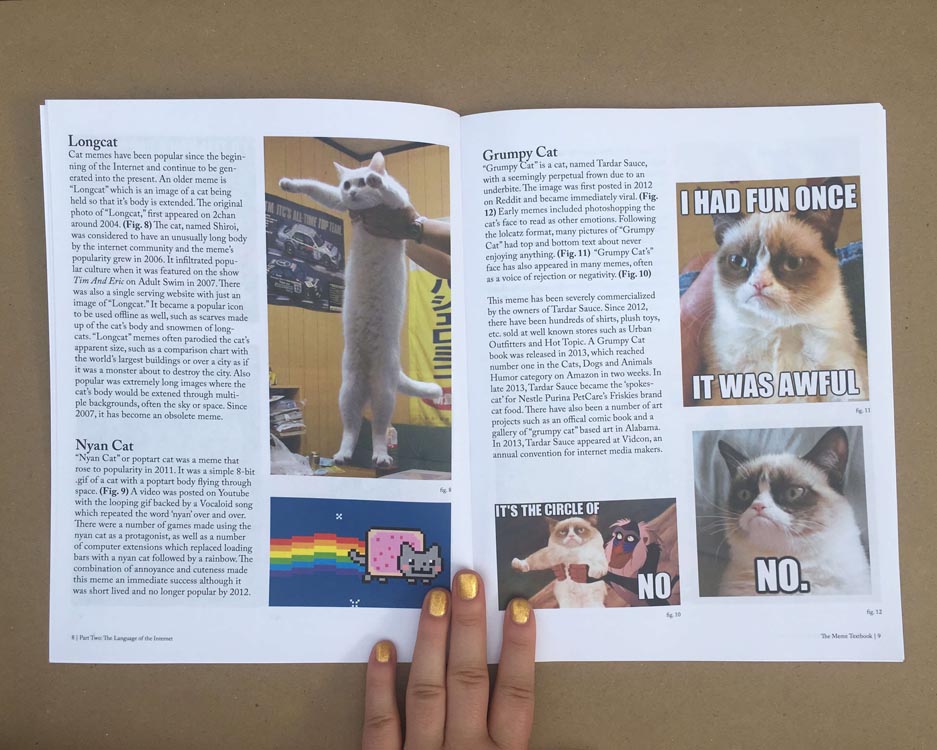 Longcat
Cat memes have been popular since the begin-
ning of the Internet and continue to be gen-
erated into the present. An older meme is
“Longcat” which is an image of a cat being
held so that it’s body is extended. The original
photo of “Longcat,” first appeared on 2chan
around 2004. (Fig. 8) The cat, named Shiroi,
was considered to have an unusually long body
by the internet community and the meme’s
popularity grew in 2006. It infiltrated popu-
lar culture when it was featured on the show
Tim And Eric on Adult Swim in 2007. There
was also a single serving website with just an
image of “Longcat.” It became a popular icon
to be used offline as well, such as scarves made
up of the cat’s body and snowmen of long-
cats. “Longcat” memes often parodied the cat’s
apparent size, such as a comparison chart with
the world’s largest buildings or over a city as if
it was a monster about to destroy the city. Also
popular was extremely long images where the
cat’s body would be extened through multi-
ple backgrounds, often the sky or space. Since
2007, it has become an obsolete meme.
fig. 8
Nyan Cat
“Nyan Cat” or poptart cat was a meme that
rose to popularity in 2011. It was a simple 8-bit
.gif of a cat with a poptart body flying through
space. (Fig. 9) A video was posted on Youtube
with the looping gif backed by a Vocaloid song
which repeated the word ‘nyan’ over and over.
There were a number of games made using the
nyan cat as a protagonist, as well as a number
of computer extensions which replaced loading
bars with a nyan cat followed by a rainbow. The
combination of annoyance and cuteness made
this meme an immediate success although it
was short lived and no longer popular by 2012.
8 | Part Two: The Language of the Internet
Grumpy Cat
“Grumpy Cat” is a cat, named Tardar Sauce,
with a seemingly perpetual frown due to an
underbite. The image was first posted in 2012
on Reddit and became immediately viral. (Fig.
12) Early memes included photoshopping the
cat’s face to read as other emotions. Following
the lolcatz format, many pictures of “Grumpy
Cat” had top and bottom text about never
enjoying anything. (Fig. 11) “Grumpy Cat’s”
face has also appeared in many memes, often
as a voice of rejection or negativity. (Fig. 10)
This meme has been severely commercialized
by the owners of Tardar Sauce. Since 2012,
there have been hundreds of shirts, plush toys,
etc. sold at well known stores such as Urban
Outfitters and Hot Topic. A Grumpy Cat
book was released in 2013, which reached
number one in the Cats, Dogs and Animals
Humor category on Amazon in two weeks. In
late 2013, Tardar Sauce became the ‘spokes-
cat’ for Nestle Purina PetCare’s Friskies brand
cat food. There have also been a number of art
projects such as an offical comic book and a
gallery of “grumpy cat” based art in Alabama.
In 2013, Tardar Sauce appeared at Vidcon, an
annual convention for internet media makers.
I HAD FUN ONCE
IT WAS AWFUL
fig. 11
IT’S THE CIRCLE OF
NO
fig. 10
NO.
fig. 12
The Meme Textbook | 9